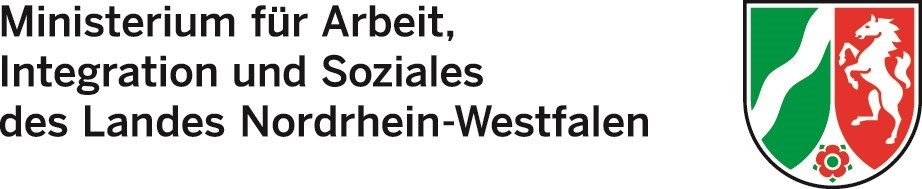 Ministerium für Arbeit,
Integration und Soziales
des Landes Nordrhein-Westfalen